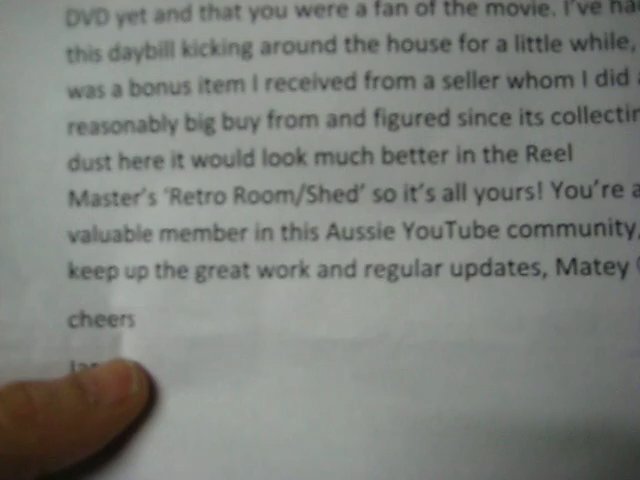 DVD yet and that you were a fan of the movie. I've ha
this daybill kicking around the house for a little while,
was a bonus item I received from a seller whom I did
reasonably big buy from and figured since its collectin
dust here it would look much better in the Reel
Master's 'Retro Room/Shed' so it's all yours! You're a
valuable member in this Aussie YouTube community,
keep up the great work and regular updates, Matey
cheers